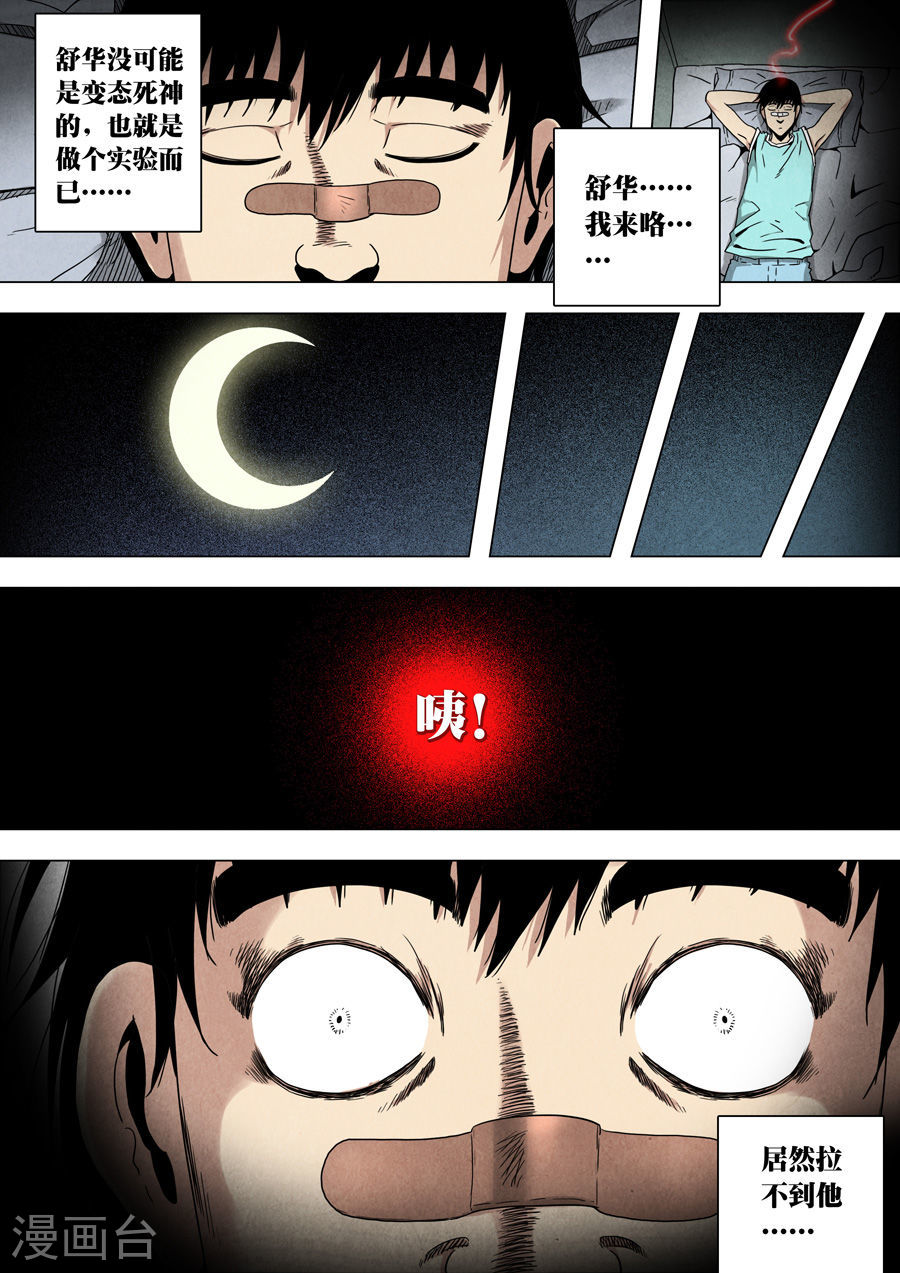 舒华没可能
是变态死神
的，也就是
做个实验而
已……
舒华……
我来咯…
…
咦！
居然拉
不到他
……
漫画台